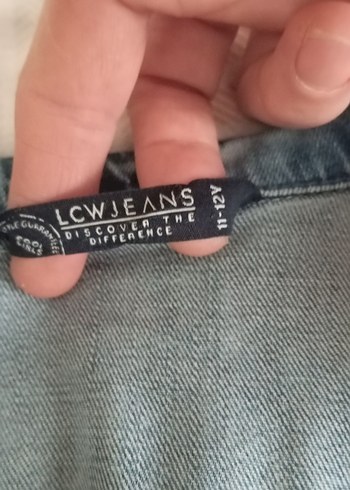 LCWJEANS
DISCOVER THE
DIFFERENCE
11-12Y